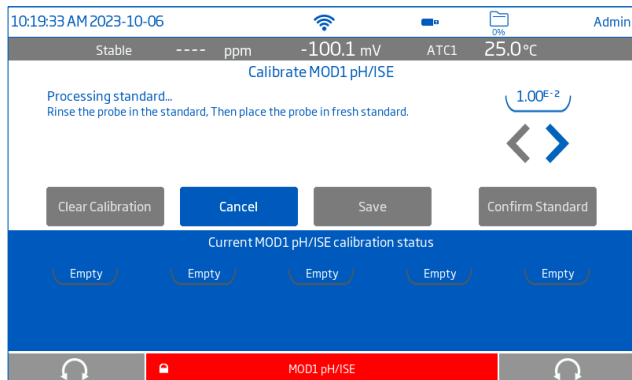 10:19:33 AM 2023-10-06 0% Admin
Stable ---- ppm -100.1 mV ATC1 25.0°C
Calibrate MOD1 pH/ISE
Processing standard...
Rinse the probe in the standard, Then place the probe in fresh standard.
1.00E-2
Clear Calibration Cancel Save Confirm Standard
Current MOD1 pH/ISE calibration status
Empty Empty Empty Empty Empty
MOD1 pH/ISE